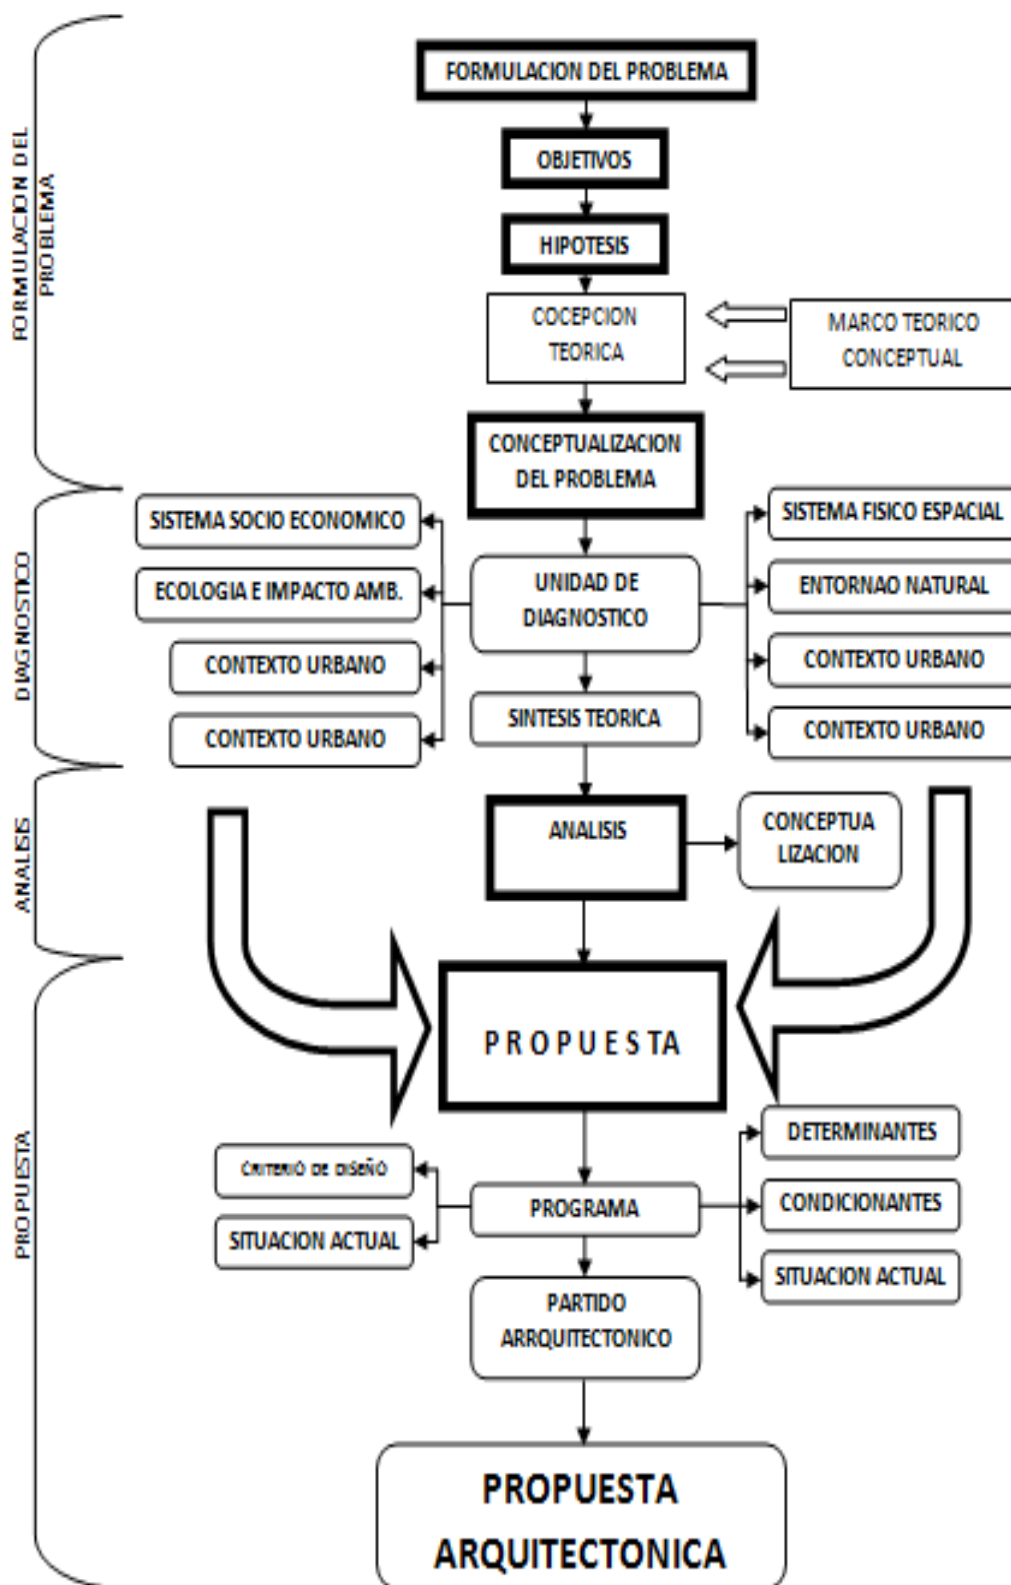 FORMULACION DEL
PROBLEMA
FORMULACION DEL PROBLEMA
OBJETIVOS
HIPOTESIS
COCEPCION
TEORICA
MARCO TEORICO
CONCEPTUAL
CONCEPTUALIZACION
DEL PROBLEMA
DIAGNOSTICO
SISTEMA SOCIO ECONOMICO
ECOLOGIA E IMPACTO AMB.
CONTEXTO URBANO
CONTEXTO URBANO
UNIDAD DE
DIAGNOSTICO
SINTESIS TEORICA
SISTEMA FISICO ESPACIAL
ENTORNAO NATURAL
CONTEXTO URBANO
CONTEXTO URBANO
ANALISIS
ANALISIS
CONCEPTUA
LIZACION
PROPUESTA
P R O P U E S T A
CRITERIO DE DISEÑO
SITUACION ACTUAL
PROGRAMA
DETERMINANTES
CONDICIONANTES
SITUACION ACTUAL
PARTIDO
ARRQUITECTONICO
PROPUESTA
ARQUITECTONICA